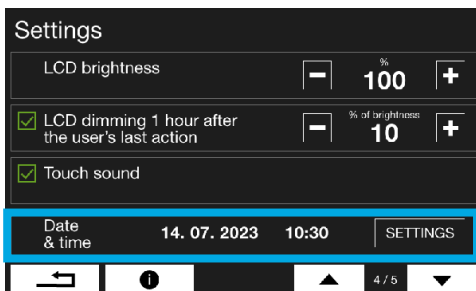 Settings
LCD brightness
%
100
LCD dimming 1 hour after
the user's last action
% of brightness
10
Touch sound
Date
& time
14. 07. 2023
10:30
SETTINGS
4/5